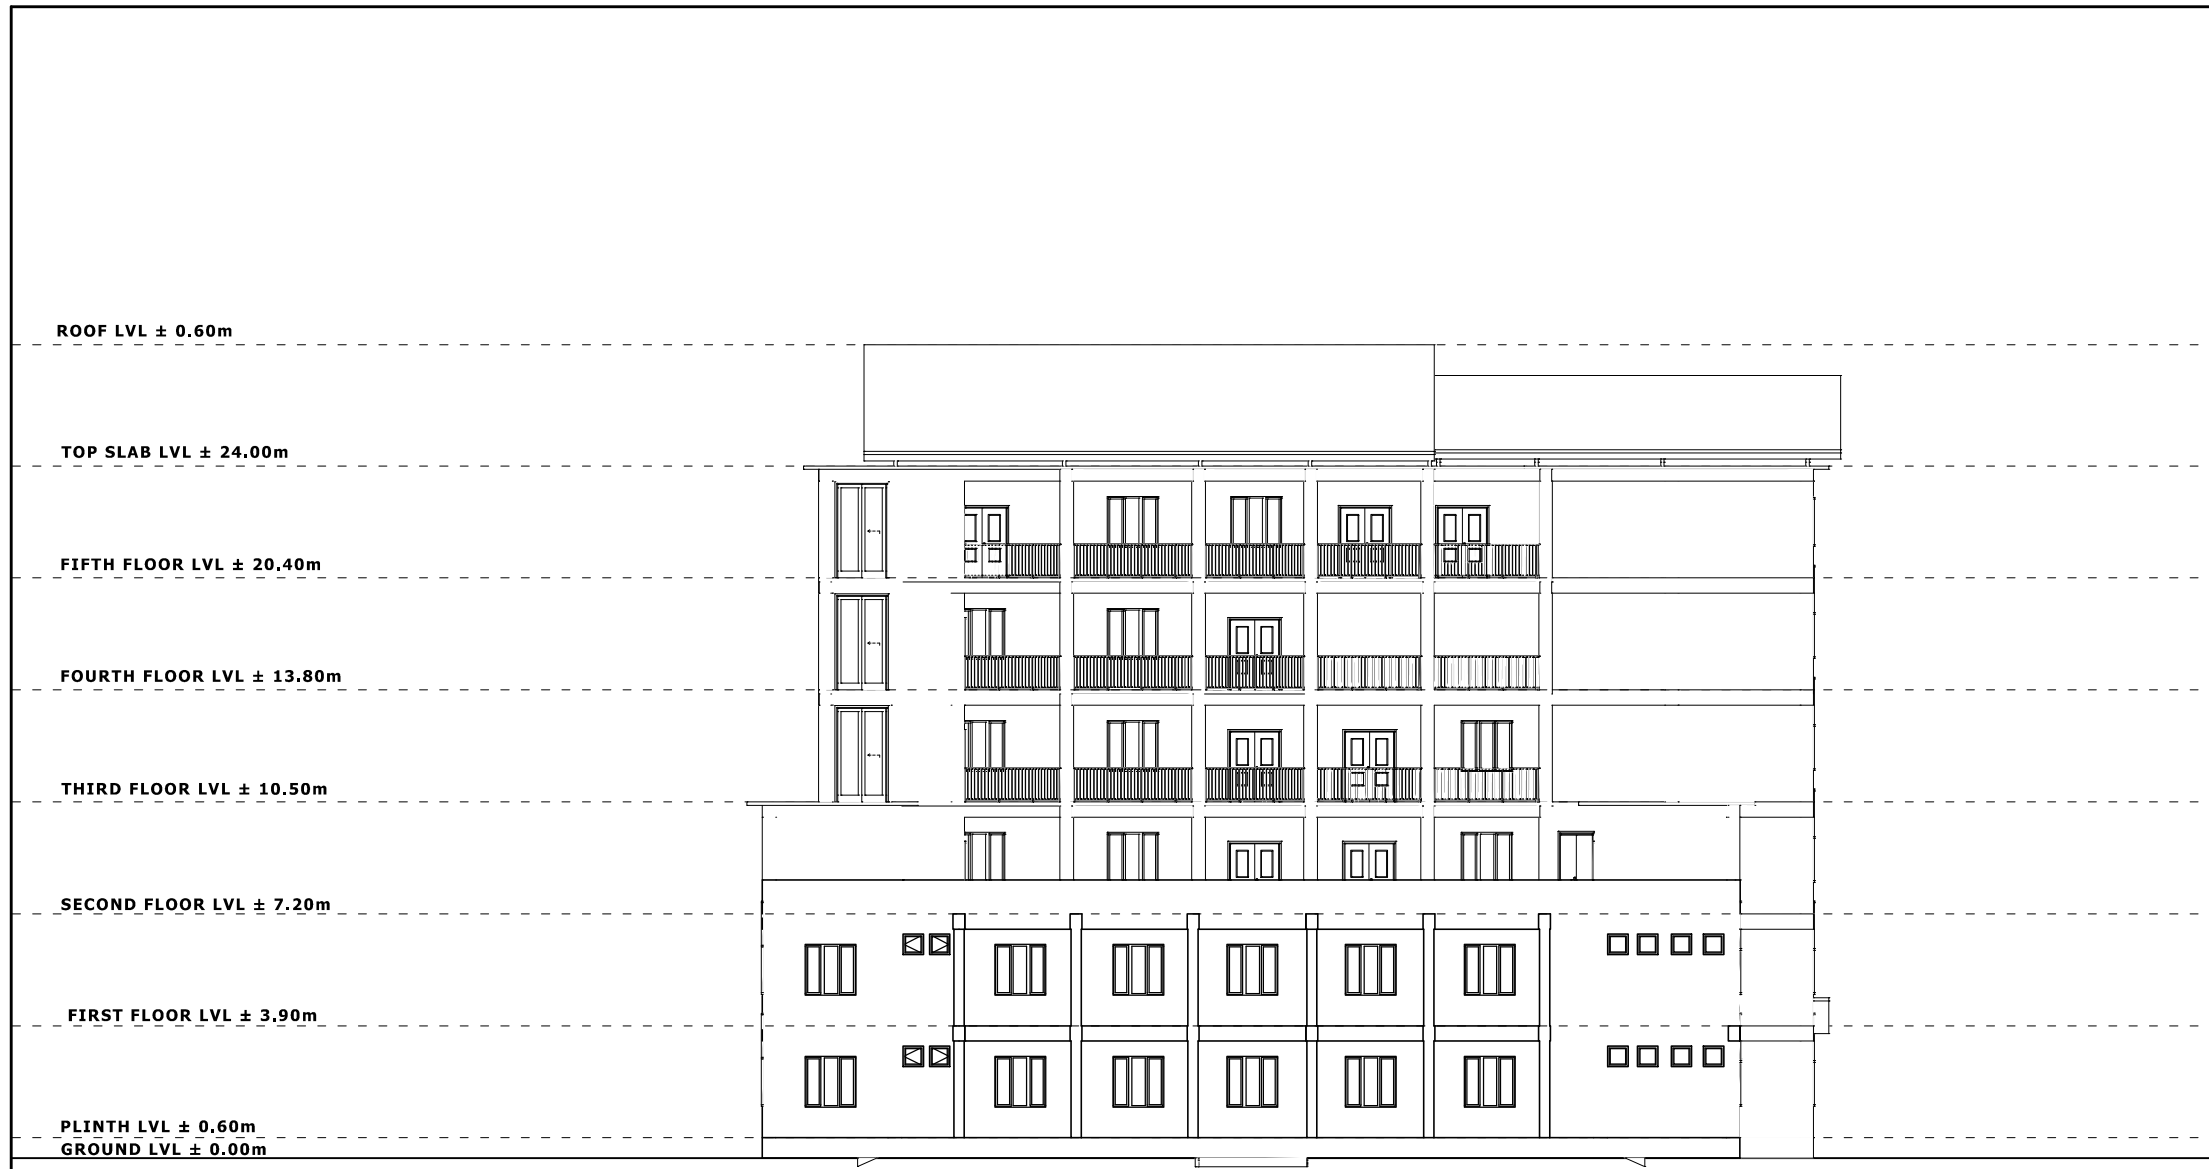 ROOF LVL ± 0.60m
TOP SLAB LVL ± 24.00m
FIFTH FLOOR LVL ± 20.40m
FOURTH FLOOR LVL ± 13.80m
THIRD FLOOR LVL ± 10.50m
SECOND FLOOR LVL ± 7.20m
FIRST FLOOR LVL ± 3.90m
PLINTH LVL ± 0.60m
GROUND LVL ± 0.00m